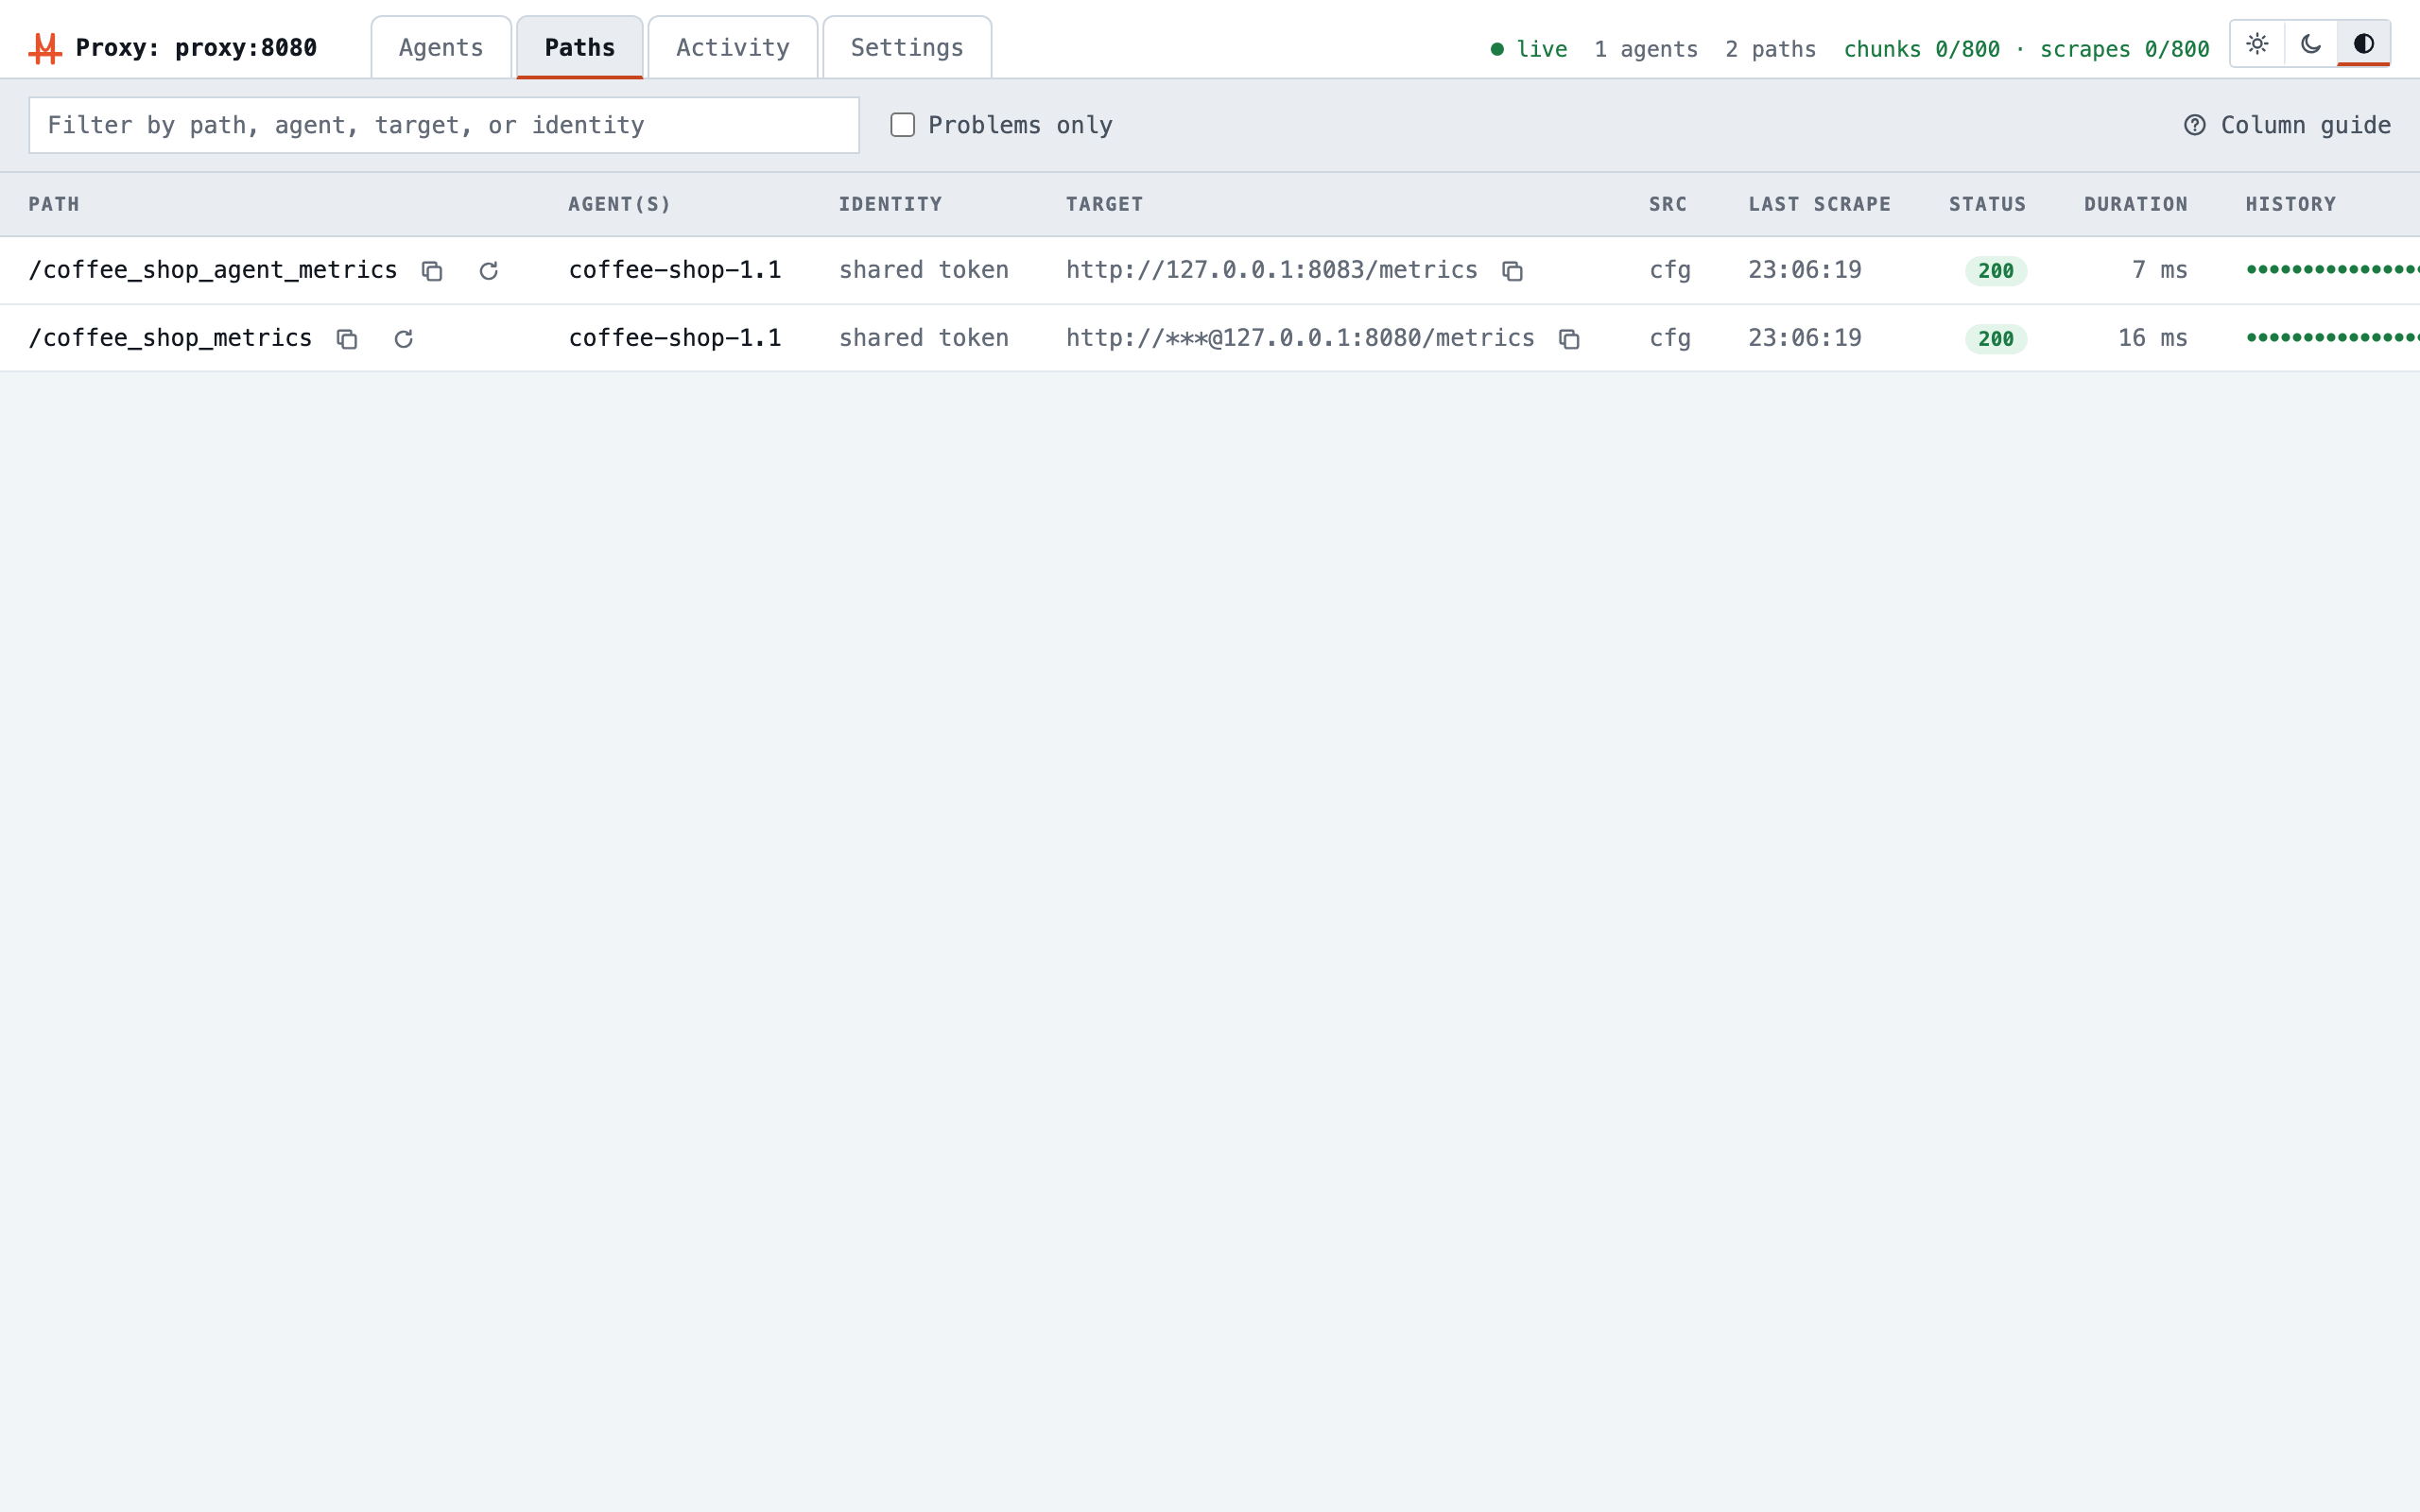 Proxy: proxy:8080 Agents Paths Activity Settings live 1 agents 2 paths chunks 0/800 · scrapes 0/800
Filter by path, agent, target, or identity Problems only Column guide
PATH AGENT(S) IDENTITY TARGET SRC LAST SCRAPE STATUS DURATION HISTORY
/coffee_shop_agent_metrics coffee-shop-1.1 shared token http://127.0.0.1:8083/metrics cfg 23:06:19 200 7 ms
/coffee_shop_metrics coffee-shop-1.1 shared token http://***@127.0.0.1:8080/metrics cfg 23:06:19 200 16 ms